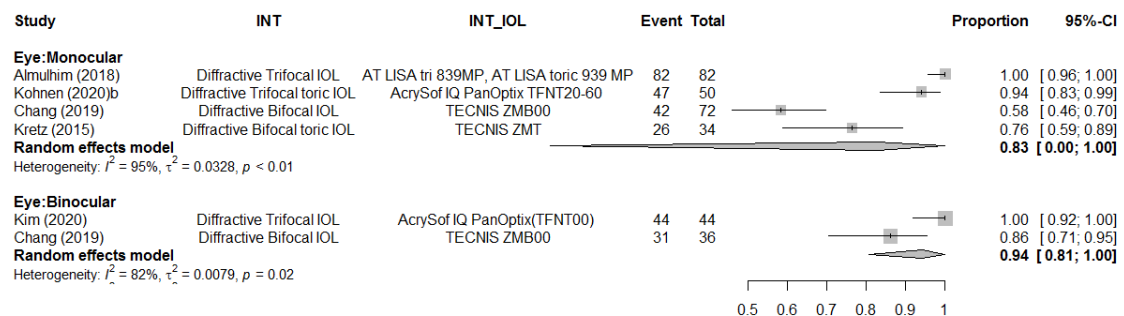 Study INT INT_IOL Event Total Proportion 95%-CI
Eye:Monocular
Almulhim (2018) Diffractive Trifocal IOL AT LISA tri 839MP, AT LISA toric 939 MP 82 82 1.00 [0.96; 1.00]
Kohnen (2020)b Diffractive Trifocal toric IOL AcrySof IQ PanOptix TFNT20-60 47 50 0.94 [0.83; 0.99]
Chang (2019) Diffractive Bifocal IOL TECNIS ZMB00 42 72 0.58 [0.46; 0.70]
Kretz (2015) Diffractive Bifocal toric IOL TECNIS ZMT 26 34 0.76 [0.59; 0.89]
Random effects model 0.83 [0.00; 1.00]
Heterogeneity: I² = 95%, τ² = 0.0328, p < 0.01
Eye:Binocular
Kim (2020) Diffractive Trifocal IOL AcrySof IQ PanOptix(TFNT00) 44 44 1.00 [0.92; 1.00]
Chang (2019) Diffractive Bifocal IOL TECNIS ZMB00 31 36 0.86 [0.71; 0.95]
Random effects model 0.94 [0.81; 1.00]
Heterogeneity: I² = 82%, τ² = 0.0079, p = 0.02
0.5 0.6 0.7 0.8 0.9 1